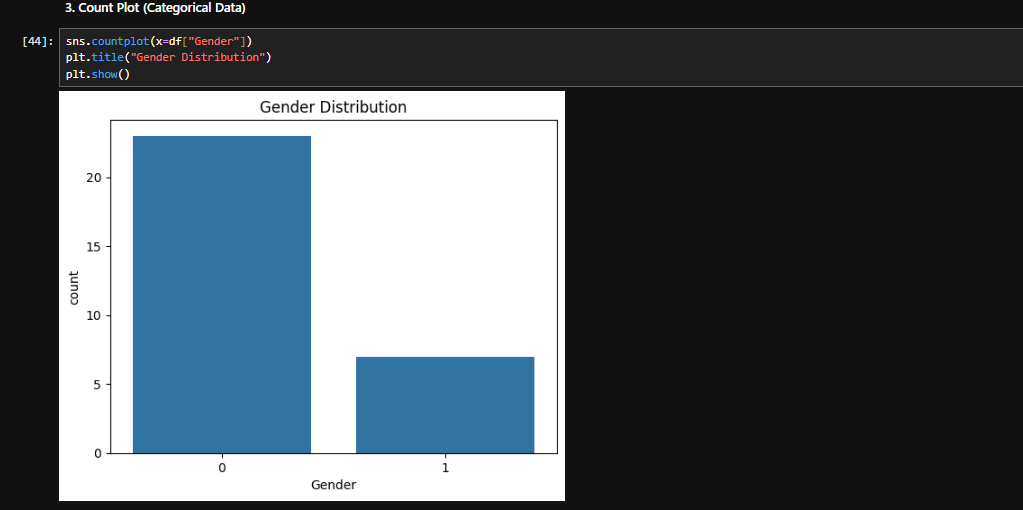 3. Count Plot (Categorical Data)
[44]: sns.countplot(x=df["Gender"])
plt.title("Gender Distribution")
plt.show()
Gender Distribution
20
15
10
5
0
count
0 1
Gender